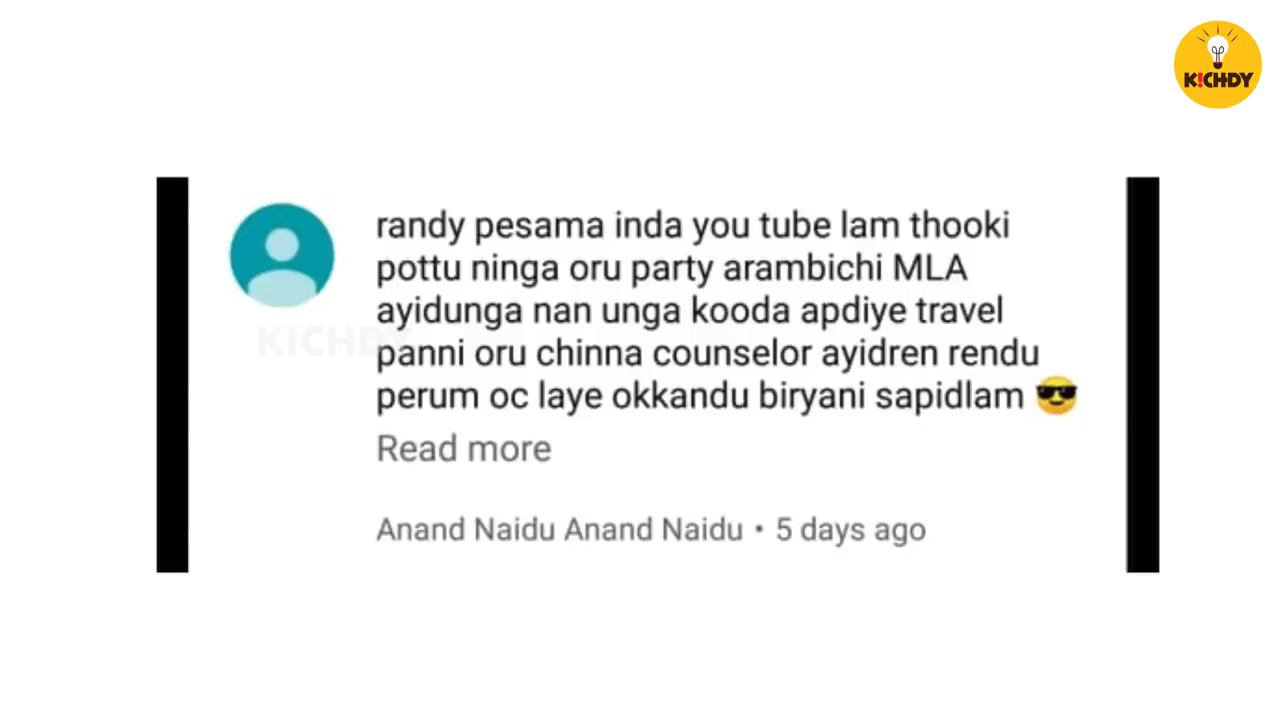 K!CHDY
randy pesama inda you tube lam thooki
pottu ninga oru party arambichi MLA
ayidunga nan unga kooda apdiye travel
KICHDY
panni oru chinna counselor ayidren rendu
perum oc laye okkandu biryani sapidlam 😎
Read more
Anand Naidu Anand Naidu • 5 days ago